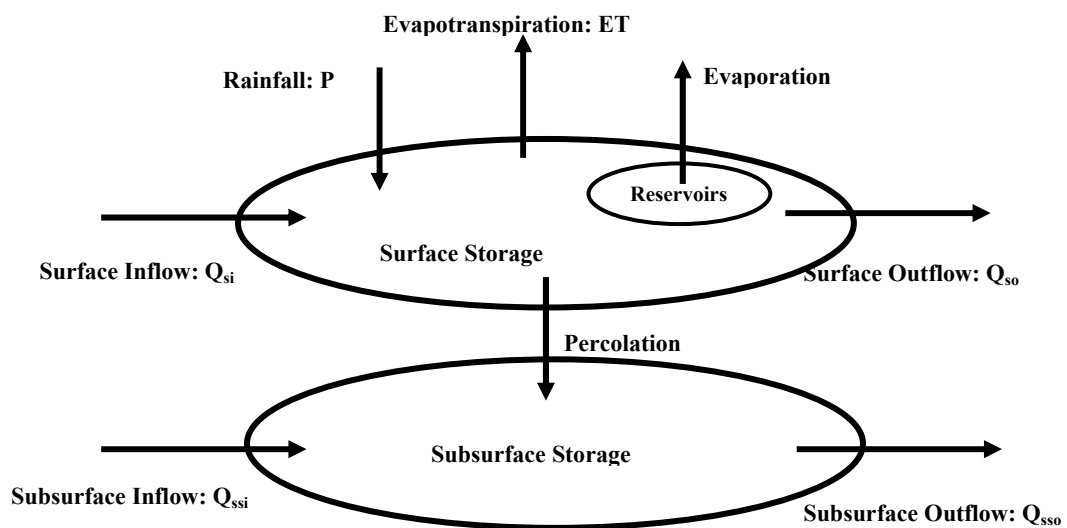 Evapotranspiration: ET
Rainfall: P
Evaporation
Reservoirs
Surface Storage
Surface Inflow: Qsi
Surface Outflow: Qso
Percolation
Subsurface Storage
Subsurface Inflow: Qssi
Subsurface Outflow: Qsso